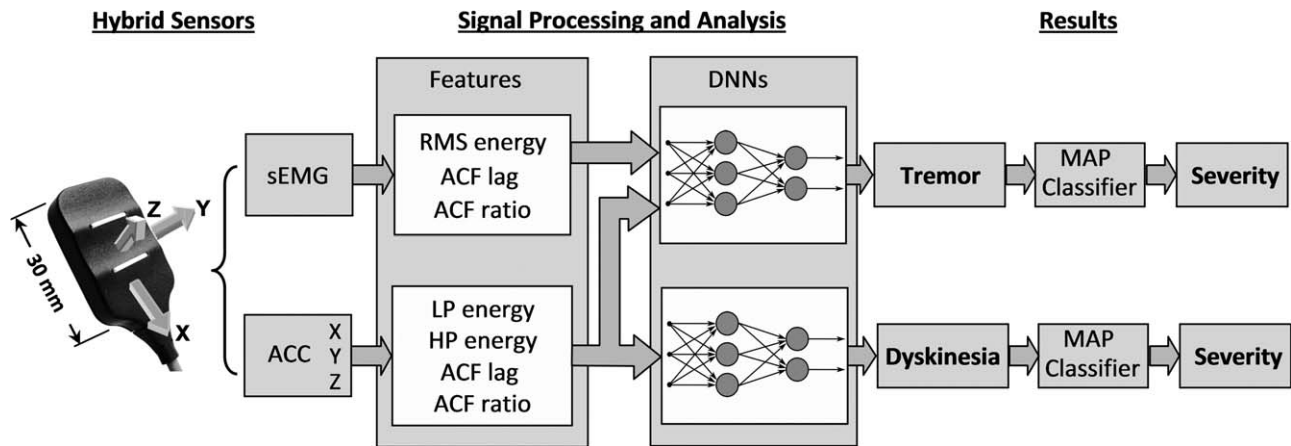 Hybrid Sensors
Signal Processing and Analysis
Results
Features
DNNs
sEMG
RMS energy
ACF lag
ACF ratio
Tremor
MAP
Classifier
Severity
Z
Y
30 mm
X
ACC
X
Y
Z
LP energy
HP energy
ACF lag
ACF ratio
Dyskinesia
MAP
Classifier
Severity